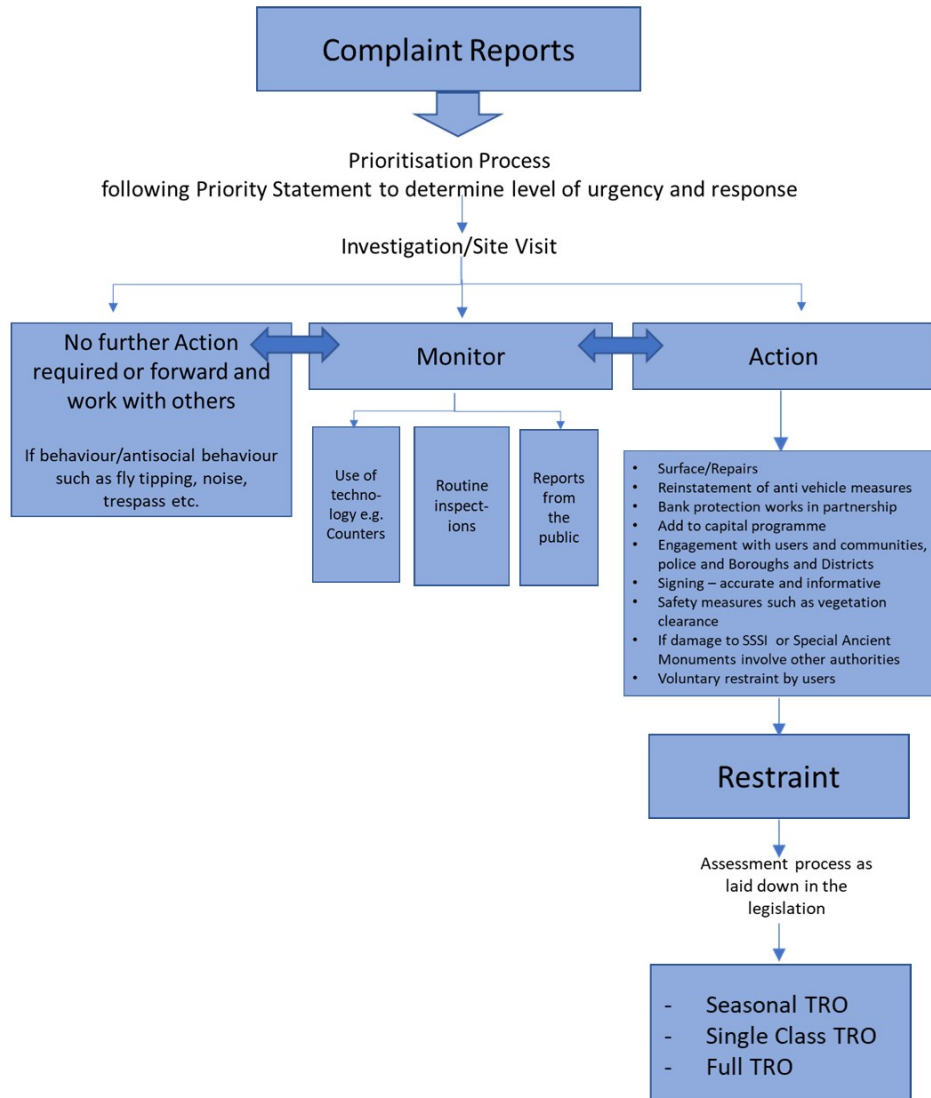 Complaint Reports
Prioritisation Process
following Priority Statement to determine level of urgency and response
Investigation/Site Visit
No further Action
required or forward and
work with others
If behaviour/antisocial behaviour
such as fly tipping, noise,
trespass etc.
Monitor
Action
Use of
techno-
logy e.g.
Counters
Routine
inspect-
ions
Reports
from
the
public
• Surface/Repairs
• Reinstatement of anti vehicle measures
• Bank protection works in partnership
• Add to capital programme
• Engagement with users and communities,
police and Boroughs and Districts
• Signing – accurate and informative
• Safety measures such as vegetation
clearance
• If damage to SSSI or Special Ancient
Monuments involve other authorities
• Voluntary restraint by users
Restraint
Assessment process as
laid down in the
legislation
- Seasonal TRO
- Single Class TRO
- Full TRO